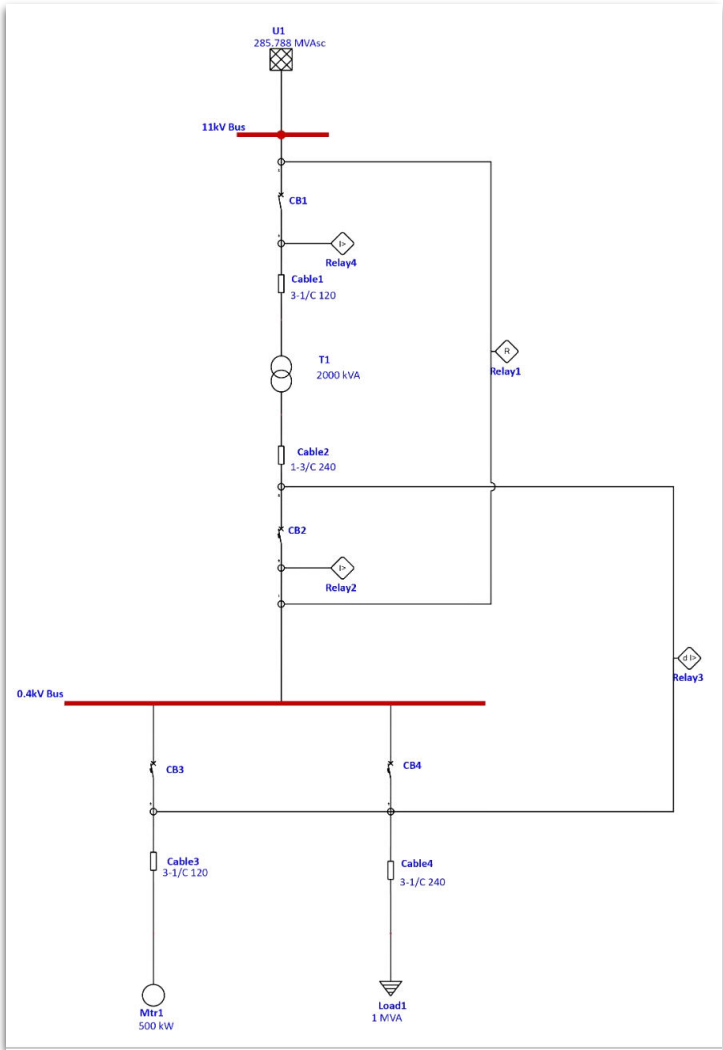 U1
285.788 MVAsc
11kV Bus
CB1
I>
Relay4
Cable1
3-1/C 120
T1
2000 kVA
R
Relay1
Cable2
1-3/C 240
CB2
I>
Relay2
d I>
Relay3
0.4kV Bus
CB3
CB4
Cable3
3-1/C 120
Cable4
3-1/C 240
Mtr1
500 kW
Load1
1 MVA